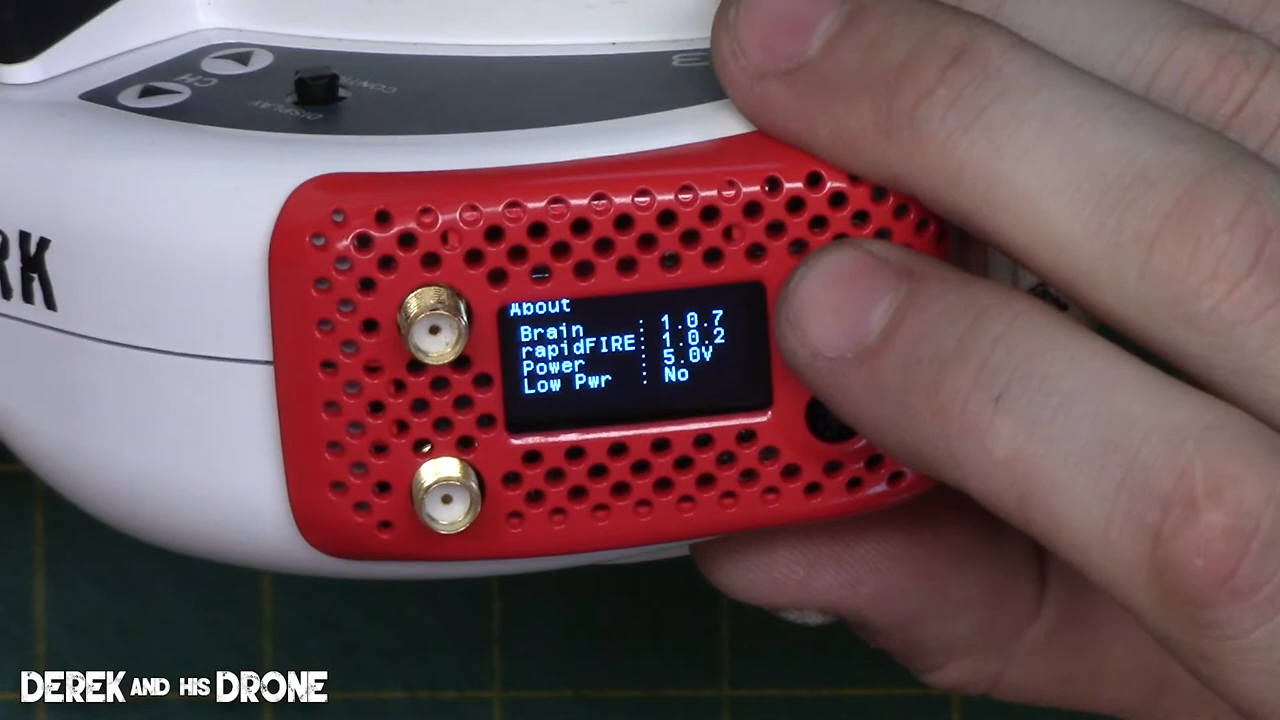 CH
DISPLAY
3
RK
About
Brain : 1.0.7
rapidFIRE: 1.0.2
Power : 5.0V
Low Pwr : No
DEREK AND HIS DRONE